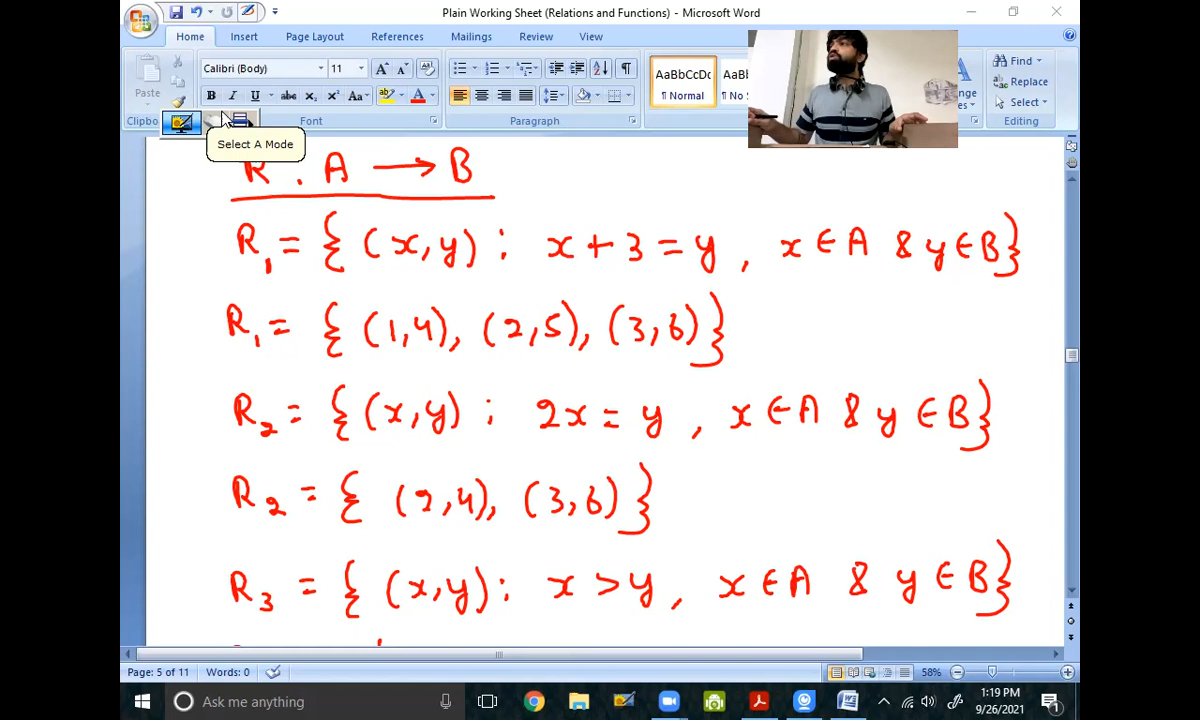 Plain Working Sheet (Relations and Functions) - Microsoft Word
Home Insert Page Layout References Mailings Review View
Paste
Calibri (Body) 11
AaBbCcDc
¶ Normal
Find
Replace
Select
Clipbo Font Paragraph Editing
Select A Mode
R : A → B
R₁ = { (x,y) : x + 3 = y , x ∈ A & y ∈ B}
R₁ = { (1,4), (2,5), (3,6)}
R₂ = { (x,y) : 2x = y , x ∈ A & y ∈ B}
R₂ = { (2,4), (3,6)}
R₃ = { (x,y) : x > y , x ∈ A & y ∈ B}
Page: 5 of 11 Words: 0 58%
Ask me anything
1:19 PM
9/26/2021